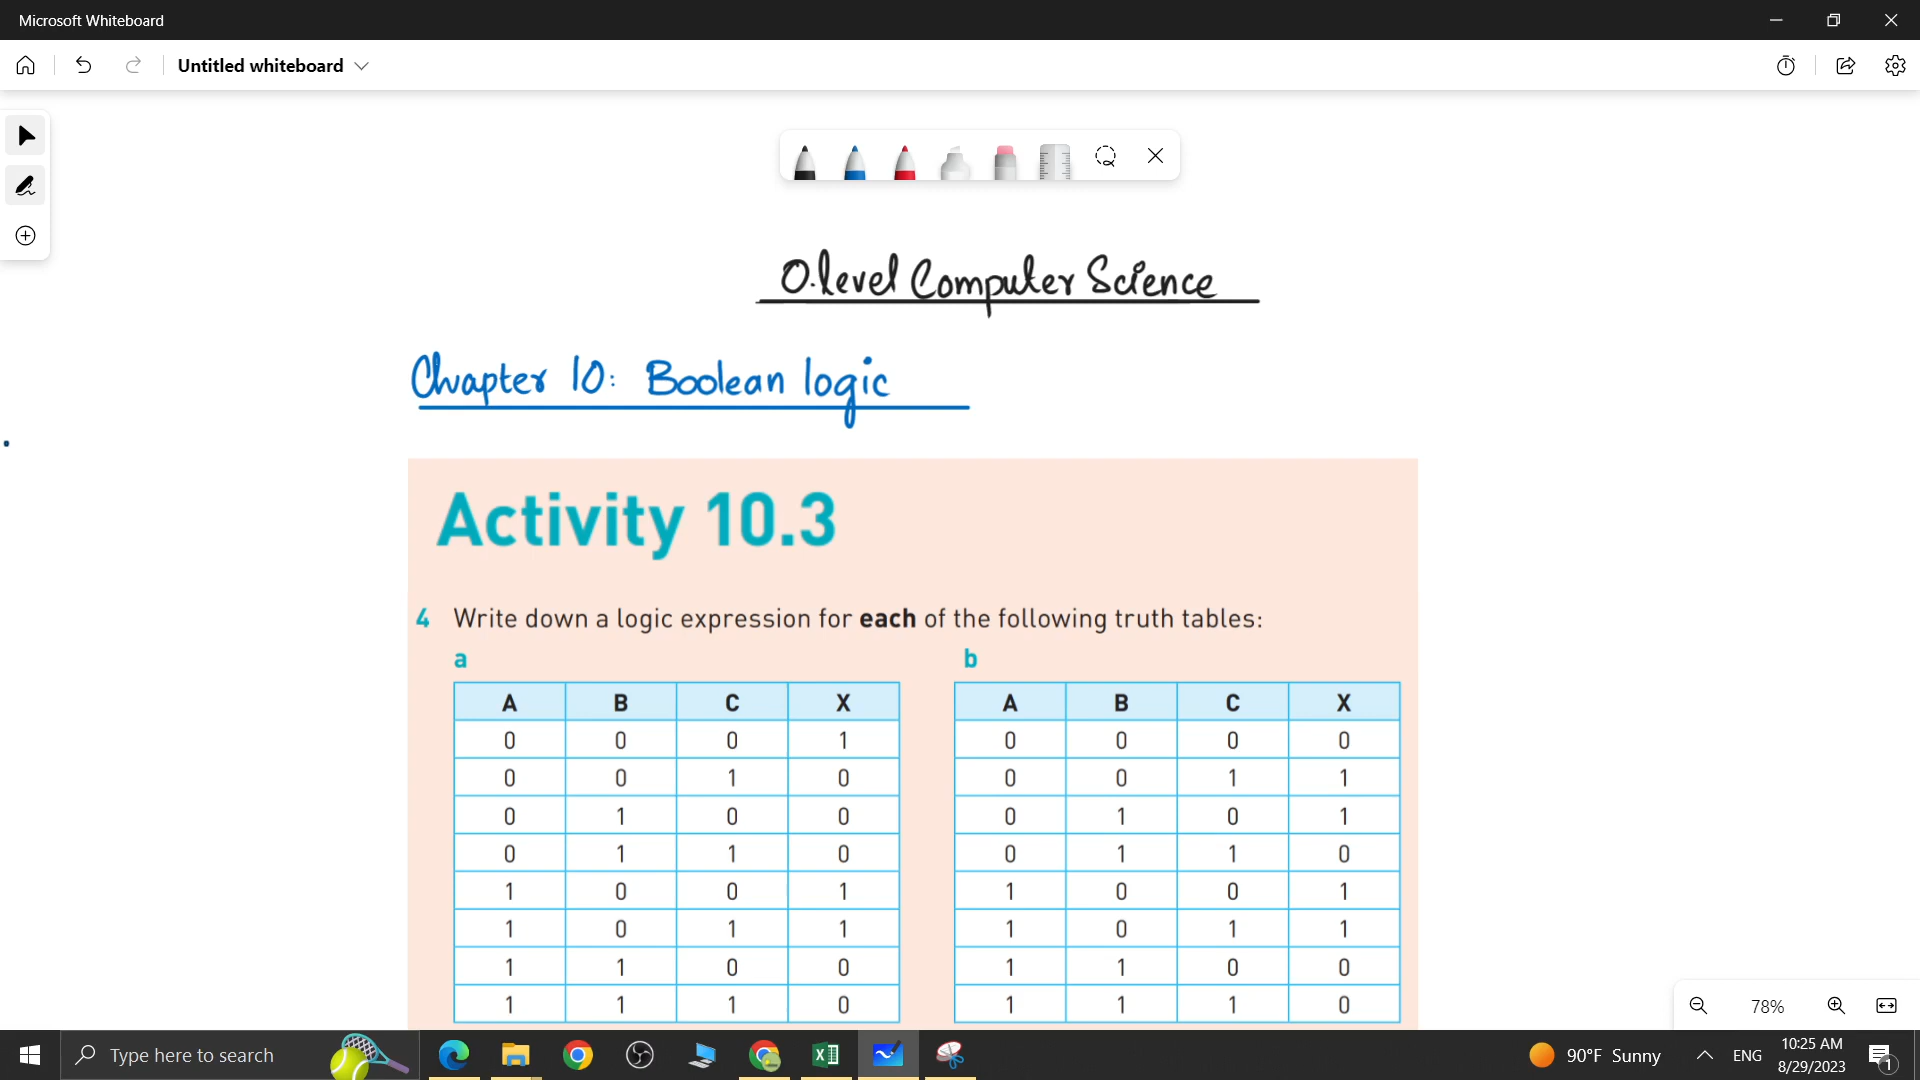 Microsoft Whiteboard
Untitled whiteboard
O.level Computer Science
Chapter 10: Boolean logic
Activity 10.3
4 Write down a logic expression for each of the following truth tables:
a b
A B C X A B C X
0 0 0 1 0 0 0 0
0 0 1 0 0 0 1 1
0 1 0 0 0 1 0 1
0 1 1 0 0 1 1 0
1 0 0 1 1 0 0 1
1 0 1 1 1 0 1 1
1 1 0 0 1 1 0 0
1 1 1 0 1 1 1 0
78%
Type here to search
90°F Sunny
ENG
10:25 AM
8/29/2023
1